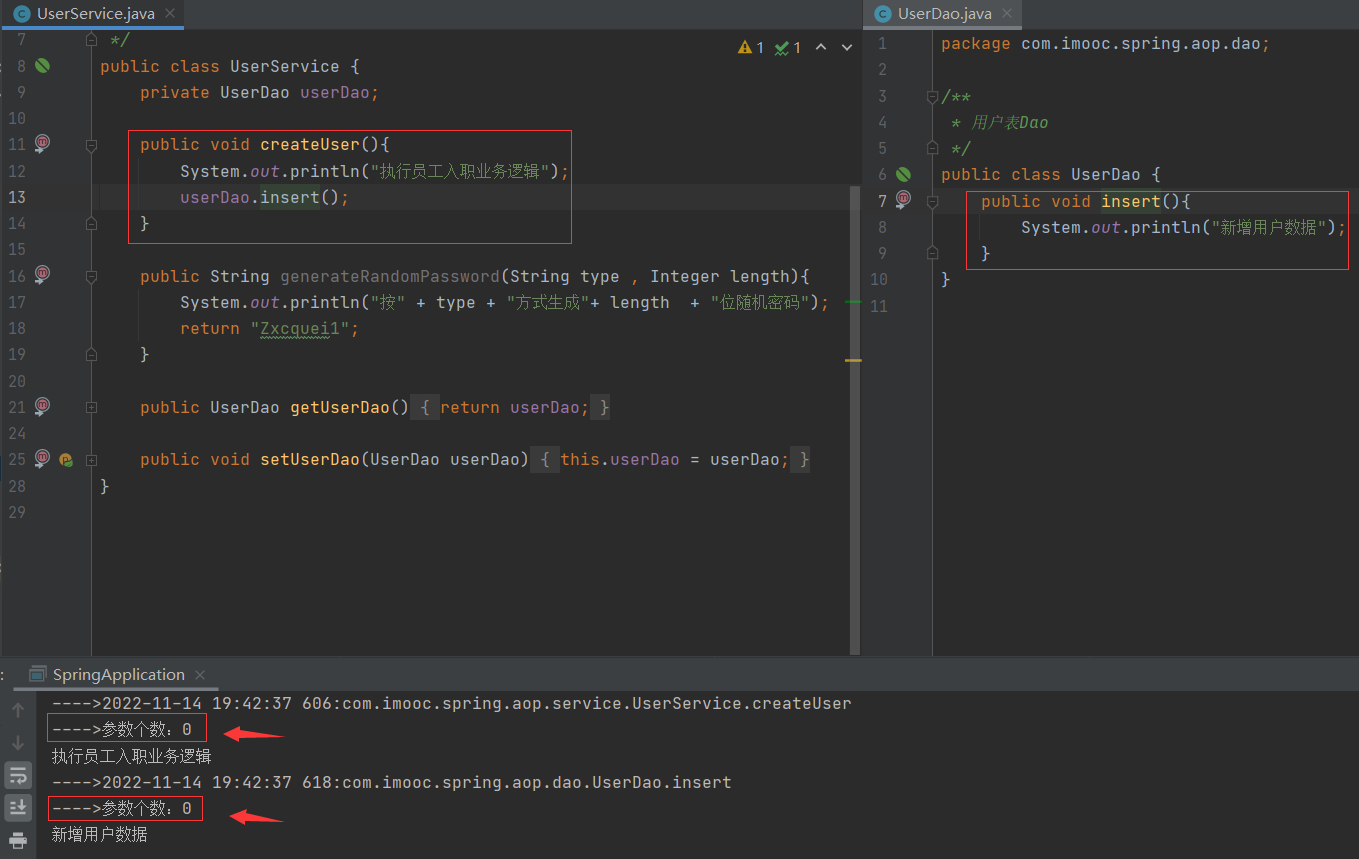 UserService.java
7 */
8 public class UserService {
9 private UserDao userDao;
10
11 public void createUser(){
12 System.out.println("执行员工入职业务逻辑");
13 userDao.insert();
14 }
15
16 public String generateRandomPassword(String type , Integer length){
17 System.out.println("按" + type + "方式生成"+ length  + "位随机密码");
18 return "Zxcquei1";
19 }
20
21 public UserDao getUserDao() { return userDao; }
24
25 public void setUserDao(UserDao userDao) { this.userDao = userDao; }
28 }
29
1 1
UserDao.java
1 package com.imooc.spring.aop.dao;
2
3 /**
4 * 用户表Dao
5 */
6 public class UserDao {
7 public void insert(){
8 System.out.println("新增用户数据");
9 }
10 }
11
: SpringApplication
---->2022-11-14 19:42:37 606:com.imooc.spring.aop.service.UserService.createUser
---->参数个数：0
执行员工入职业务逻辑
---->2022-11-14 19:42:37 618:com.imooc.spring.aop.dao.UserDao.insert
---->参数个数：0
新增用户数据